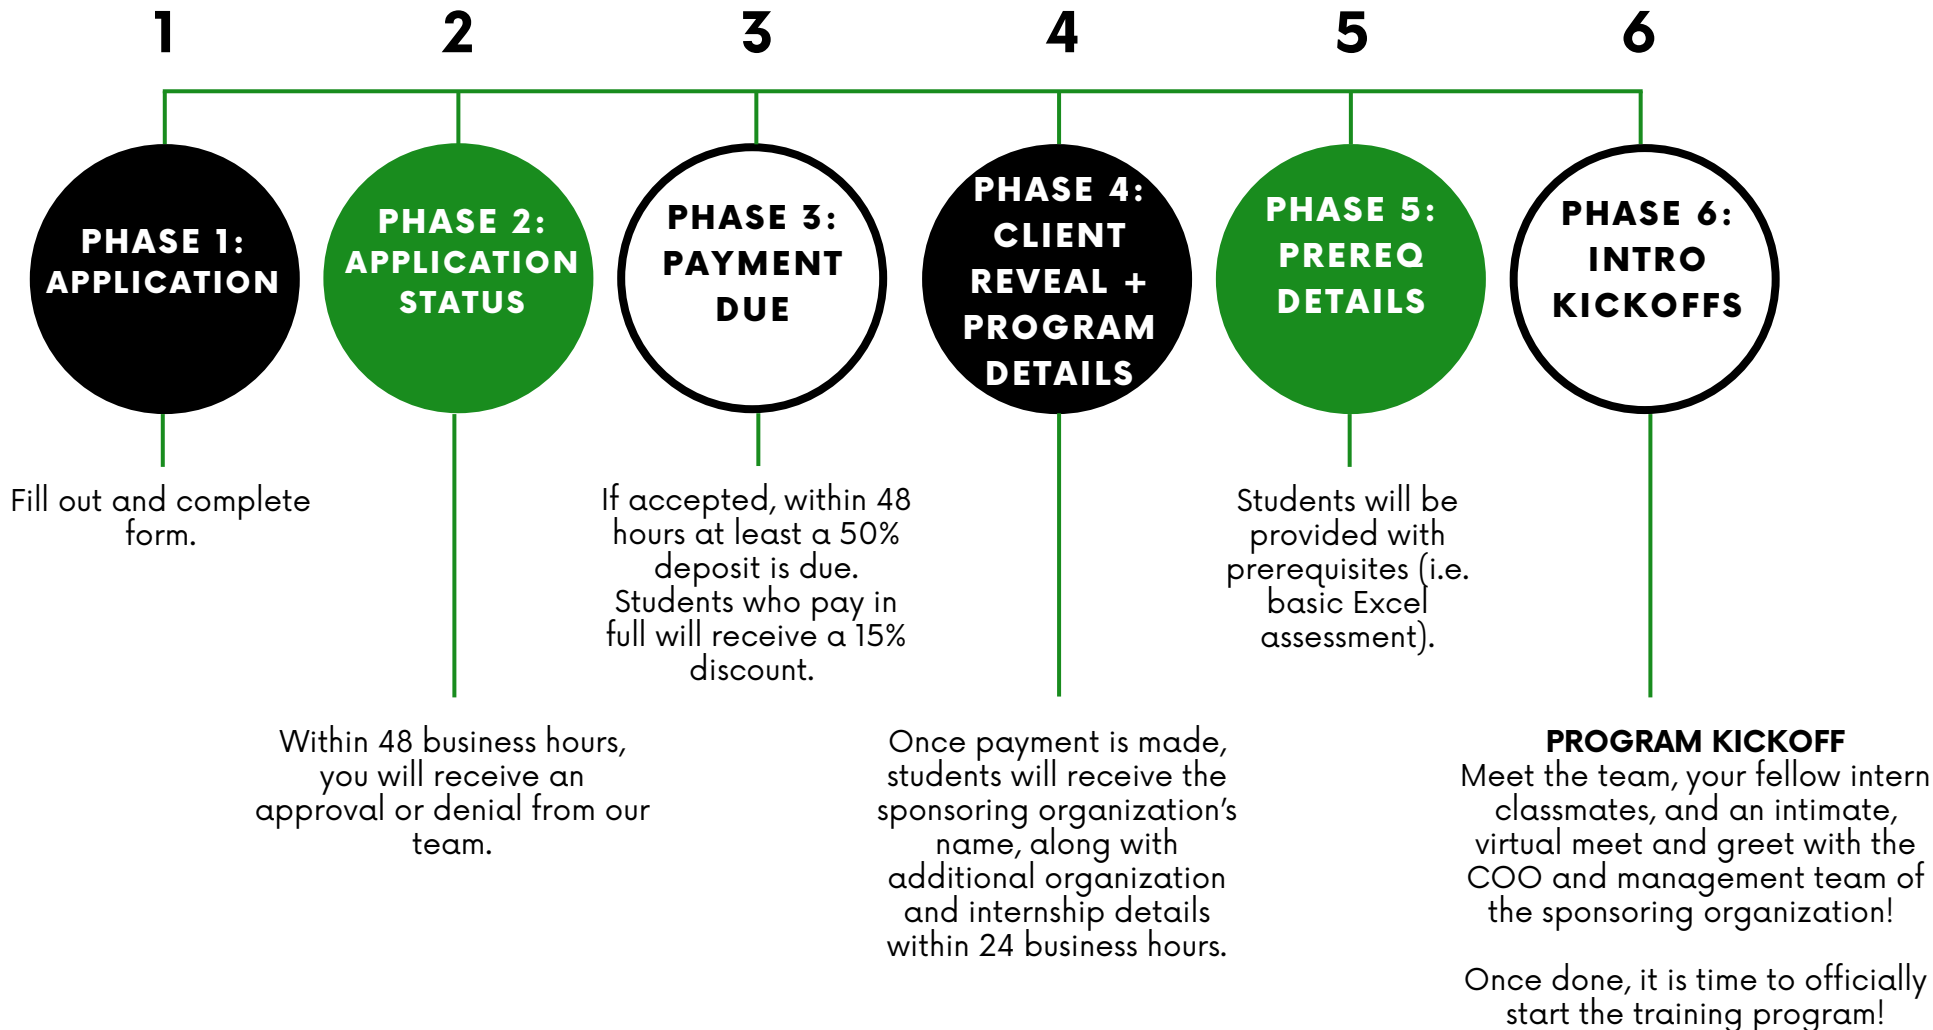 1
2
3
4
5
6
PHASE 1:
APPLICATION
PHASE 2:
APPLICATION
STATUS
PHASE 3:
PAYMENT
DUE
PHASE 4:
CLIENT
REVEAL +
PROGRAM
DETAILS
PHASE 5:
PREREQ
DETAILS
PHASE 6:
INTRO
KICKOFFS
Fill out and complete
form.
Within 48 business hours,
you will receive an
approval or denial from our
team.
If accepted, within 48
hours at least a 50%
deposit is due.
Students who pay in
full will receive a 15%
discount.
Once payment is made,
students will receive the
sponsoring organization's
name, along with
additional organization
and internship details
within 24 business hours.
Students will be
provided with
prerequisites (i.e.
basic Excel
assessment).
PROGRAM KICKOFF
Meet the team, your fellow intern
classmates, and an intimate,
virtual meet and greet with the
COO and management team of
the sponsoring organization!
Once done, it is time to officially
start the training program!